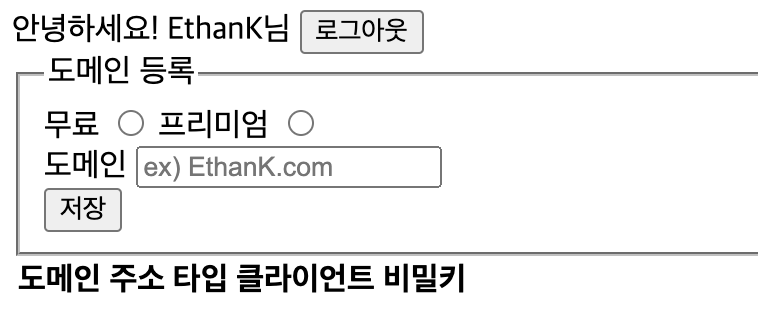 안녕하세요! EthanK님 로그아웃
도메인 등록
무료 프리미엄
도메인 ex) EthanK.com
저장
도메인 주소 타입 클라이언트 비밀키